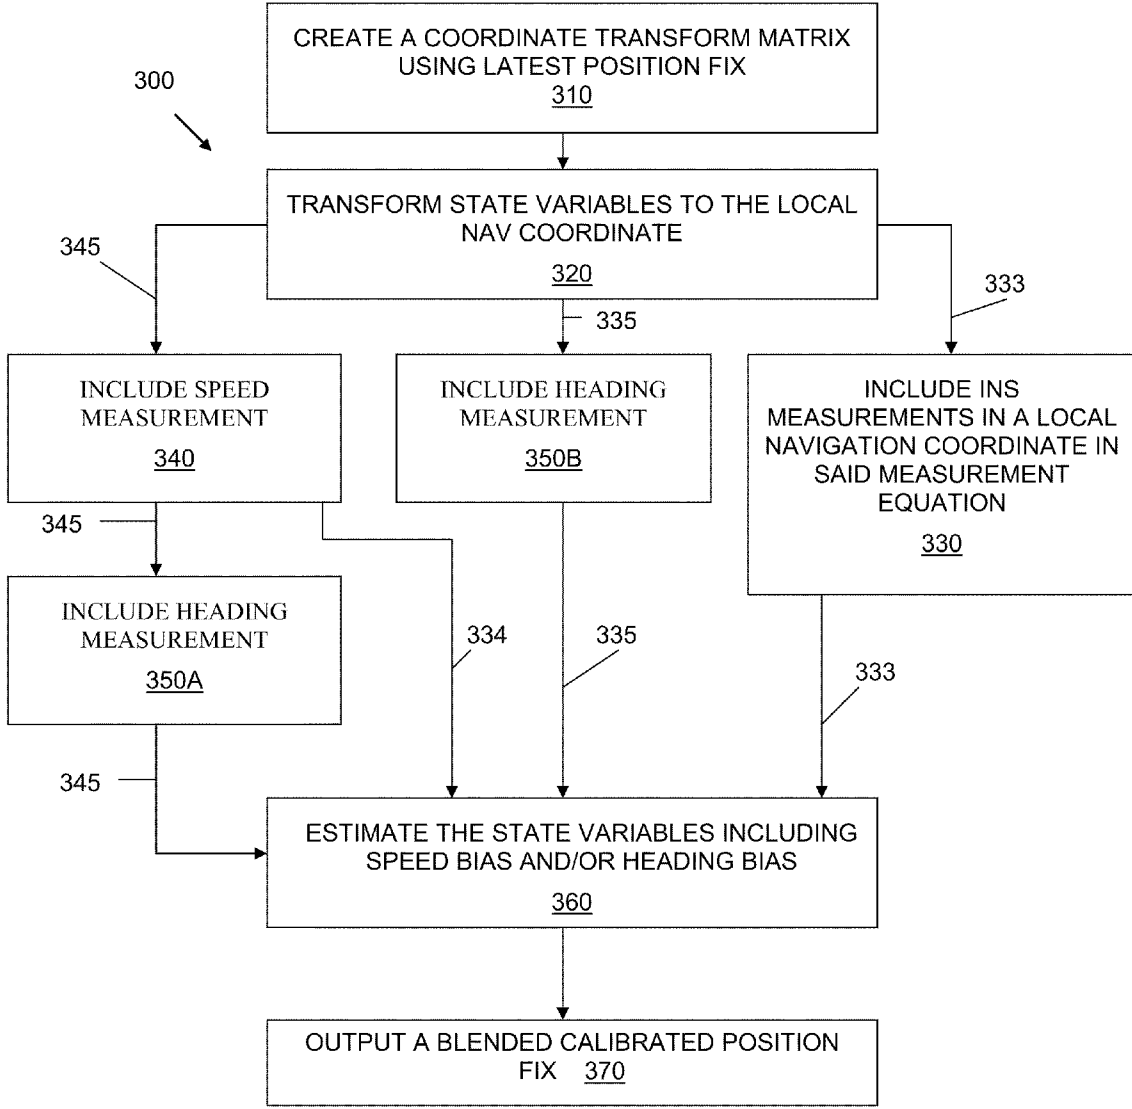 CREATE A COORDINATE TRANSFORM MATRIX
USING LATEST POSITION FIX
310
300
TRANSFORM STATE VARIABLES TO THE LOCAL
NAV COORDINATE
320
345
335
333
INCLUDE SPEED
MEASUREMENT
340
INCLUDE HEADING
MEASUREMENT
350B
INCLUDE INS
MEASUREMENTS IN A LOCAL
NAVIGATION COORDINATE IN
SAID MEASUREMENT
EQUATION
330
345
INCLUDE HEADING
MEASUREMENT
350A
334
335
333
345
ESTIMATE THE STATE VARIABLES INCLUDING
SPEED BIAS AND/OR HEADING BIAS
360
OUTPUT A BLENDED CALIBRATED POSITION
FIX 370